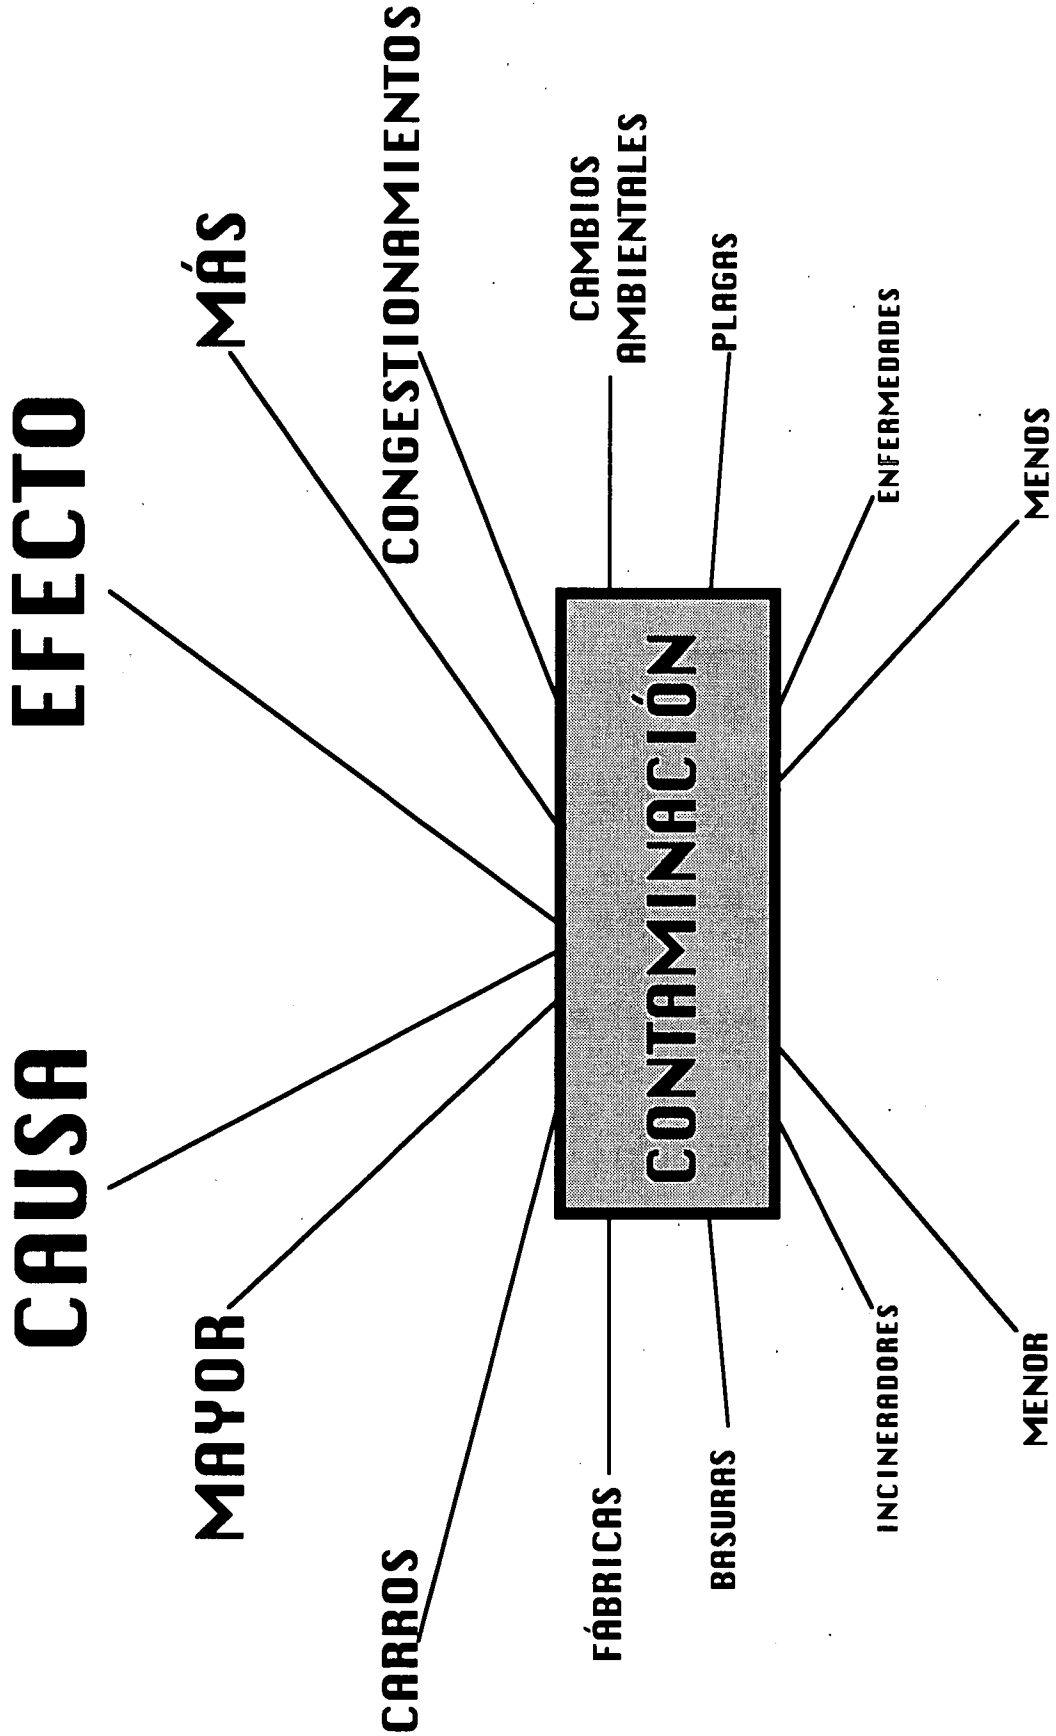 CAUSA
EFECTO
MAYOR
MÁS
CARROS
CONGESTIONAMIENTOS
FÁBRICAS
CAMBIOS
AMBIENTALES
CONTAMINACIÓN
BASURAS
PLAGAS
INCINERADORES
ENFERMEDADES
MENOR
MENOS